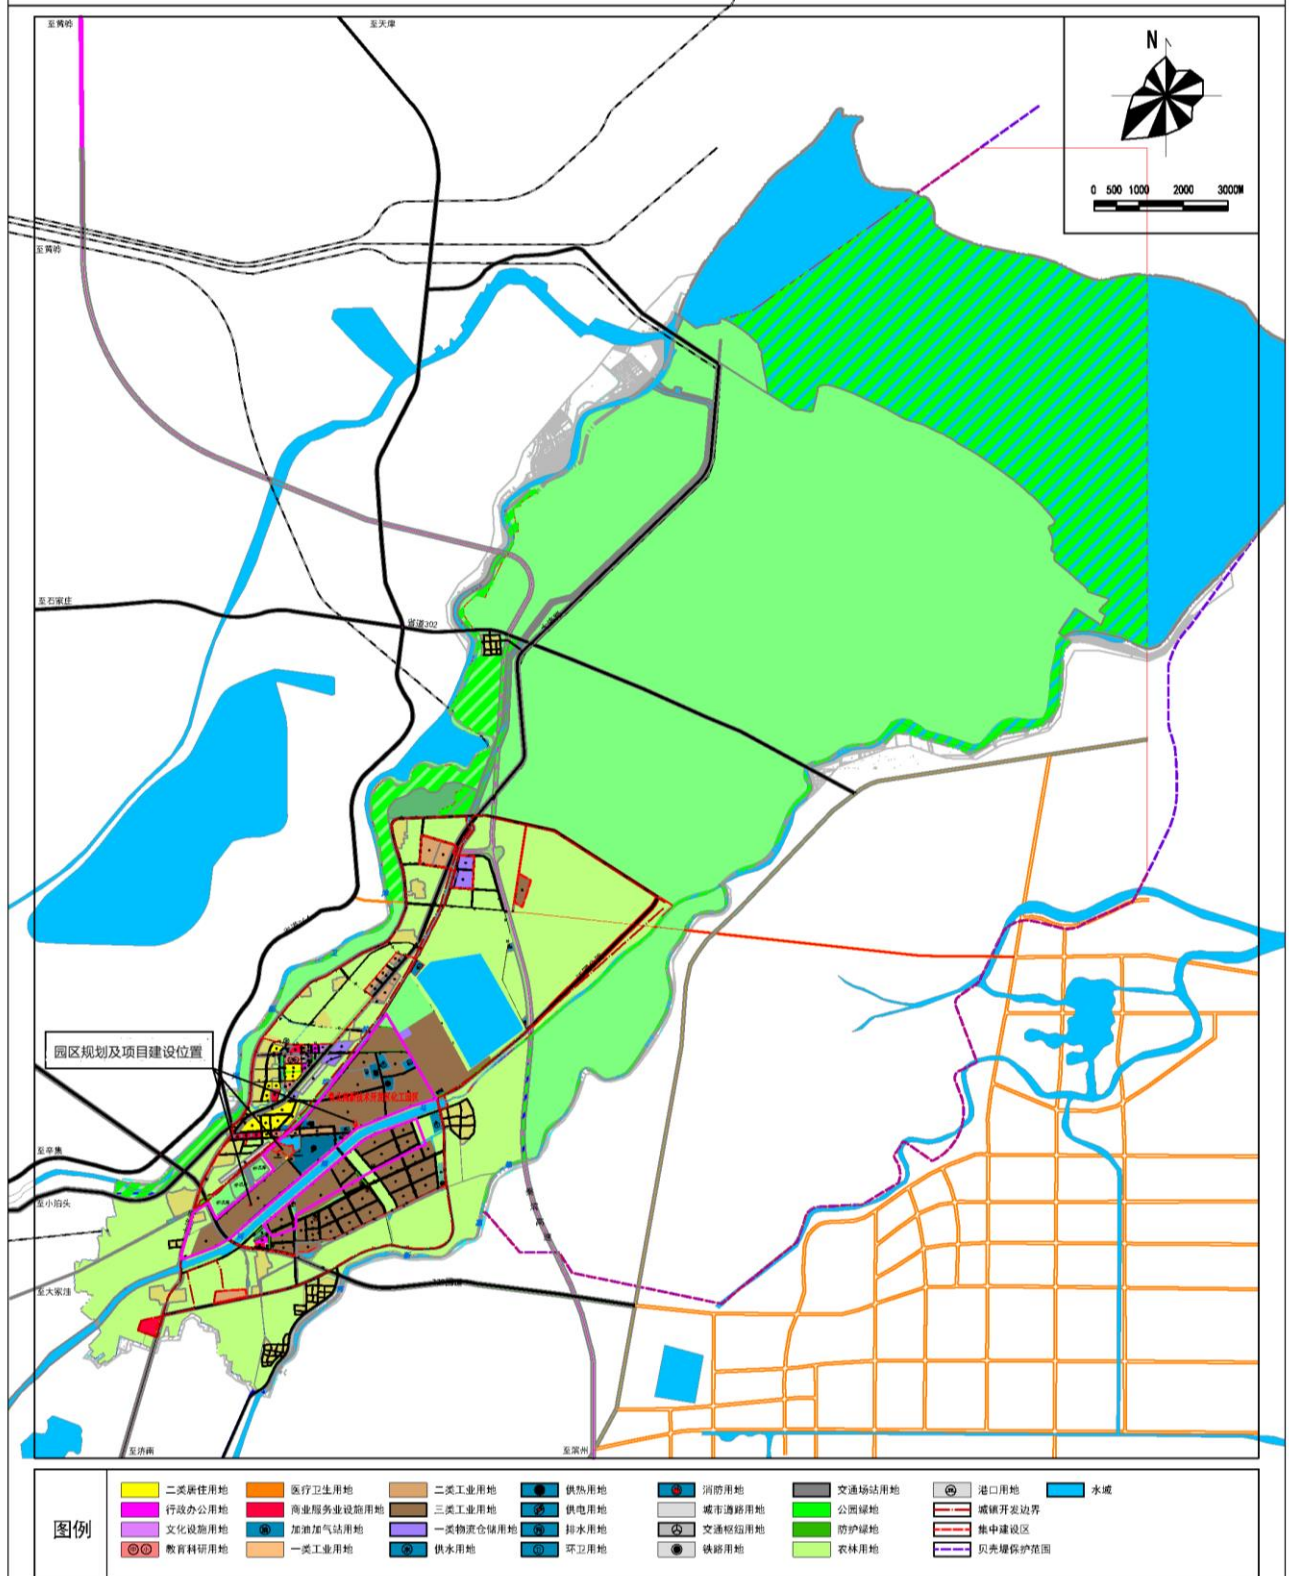 至黄骅
至天津
N
0 500 1000 2000 3000M
至黄骅
至石家庄
省道302
园区规划及项目建设位置
至辛集
至小泊头
至大家洼
至济南
至滨州
图例
二类居住用地
医疗卫生用地
二类工业用地
供热用地
消防用地
交通场站用地
港口用地
水域
行政办公用地
商业服务业设施用地
三类工业用地
供电用地
城市道路用地
公园绿地
城镇开发边界
文化设施用地
加油加气站用地
一类物流仓储用地
排水用地
交通枢纽用地
防护绿地
集中建设区
教育科研用地
一类工业用地
供水用地
环卫用地
铁路用地
农林用地
贝壳堤保护范围